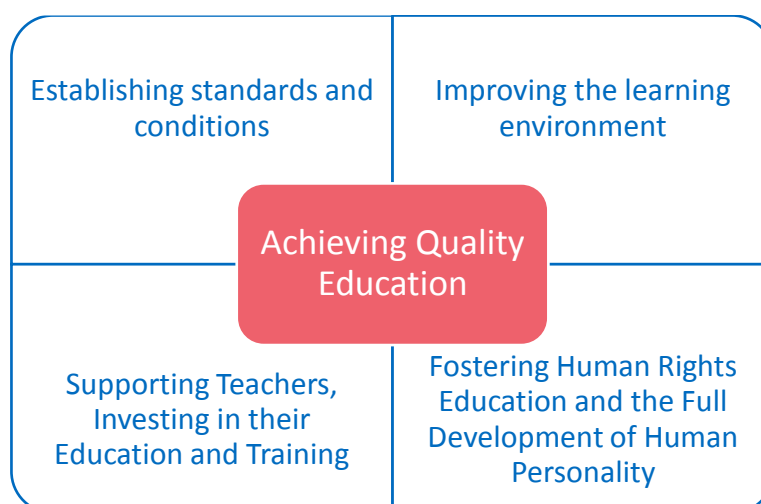 Establishing standards and
conditions
Improving the learning
environment
Achieving Quality
Education
Supporting Teachers,
Investing in their
Education and Training
Fostering Human Rights
Education and the Full
Development of Human
Personality